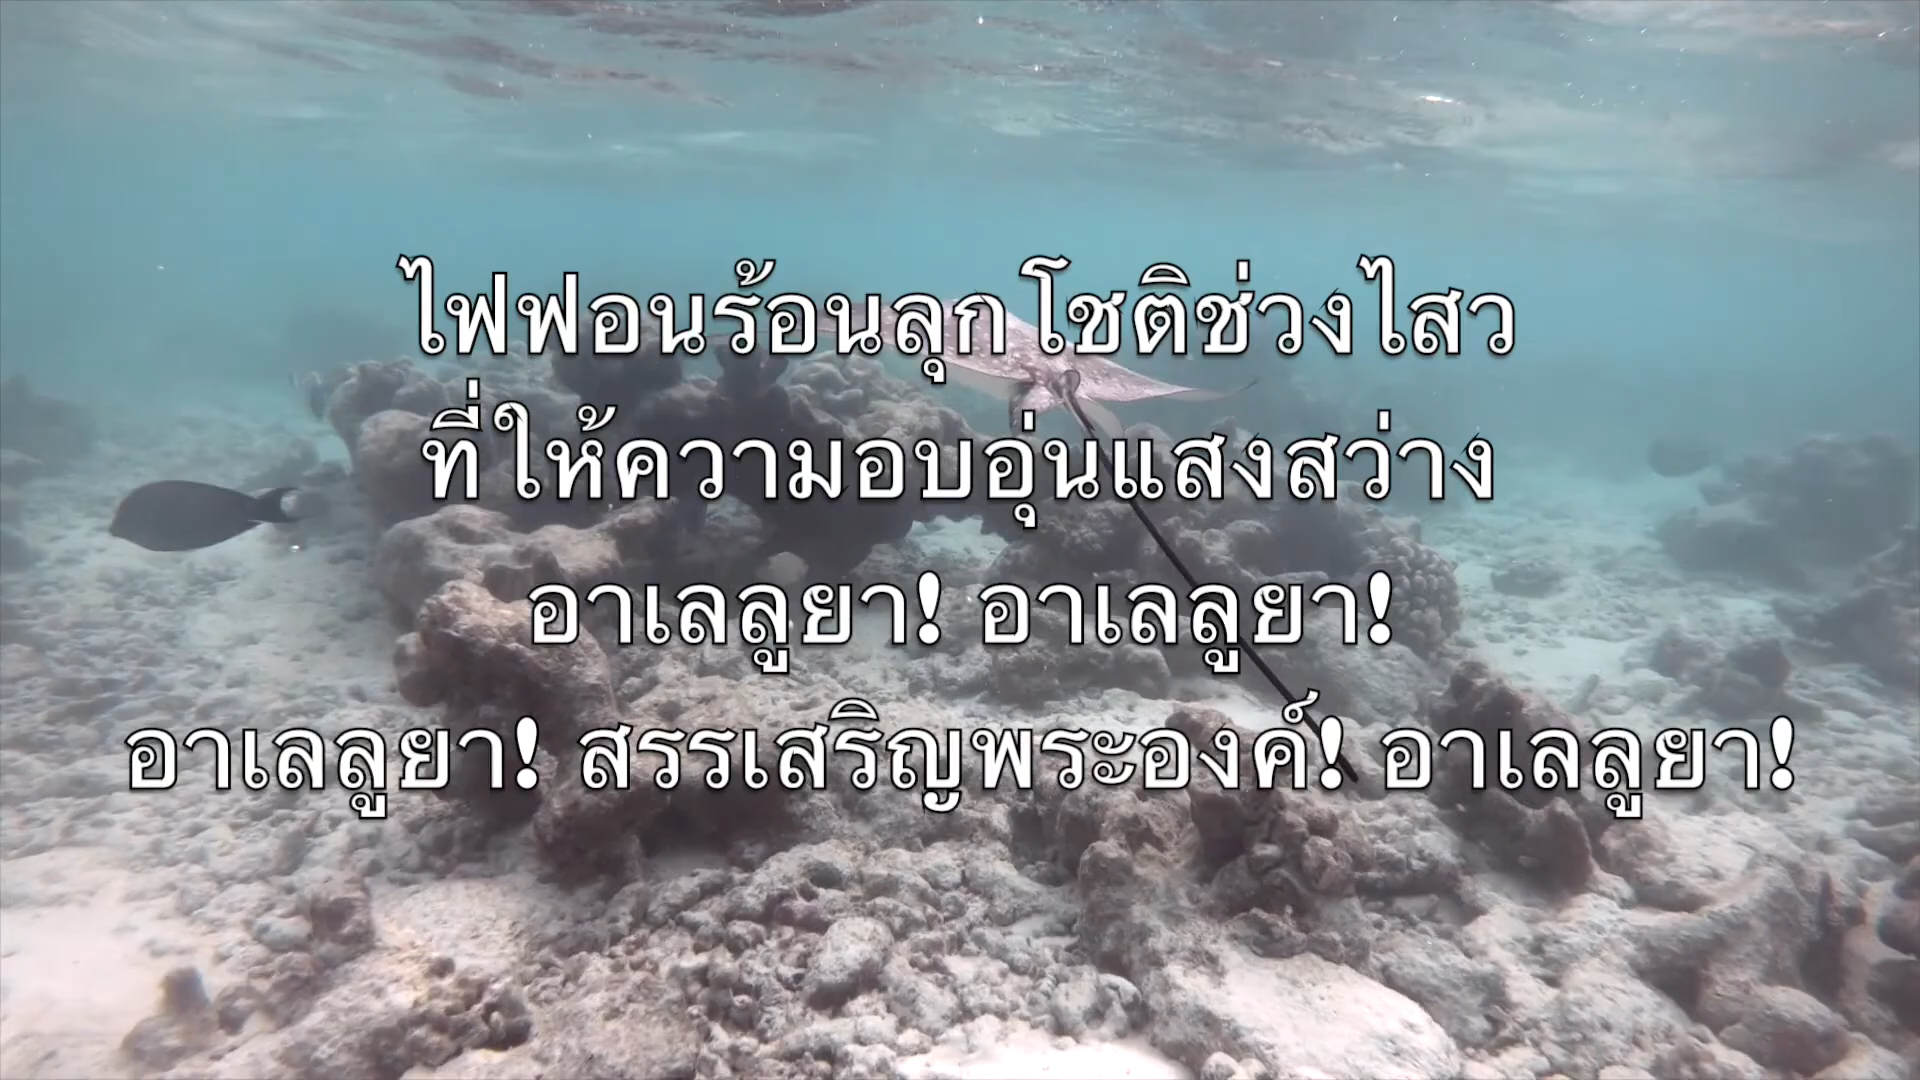 ไฟฟอนร้อนลุกโชติช่วงไสว
ที่ให้ความอบอุ่นแสงสว่าง
อาเลลูยา! อาเลลูยา!
อาเลลูยา! สรรเสริญพระองค์! อาเลลูยา!